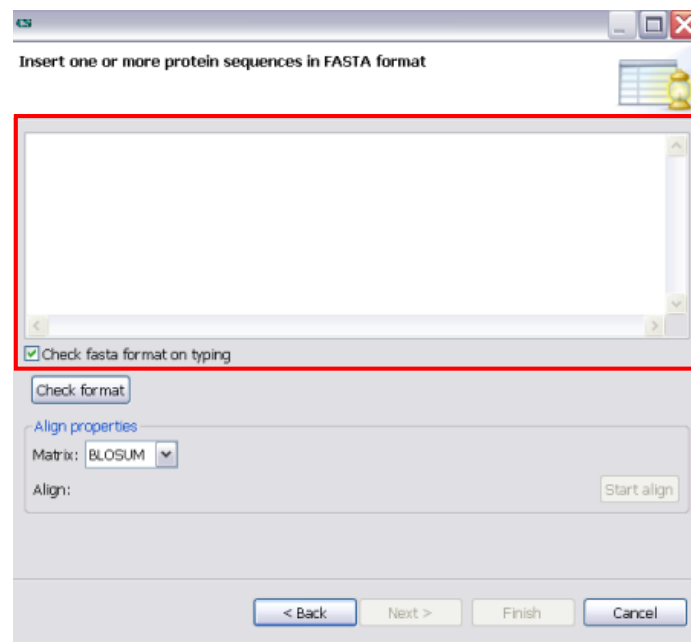 Insert one or more protein sequences in FASTA format
Check fasta format on typing
Check format
Align properties
Matrix: BLOSUM
Align: Start align
< Back Next > Finish Cancel